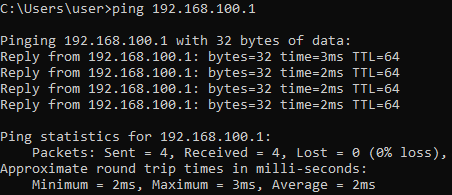 C:\Users\user>ping 192.168.100.1
Pinging 192.168.100.1 with 32 bytes of data:
Reply from 192.168.100.1: bytes=32 time=3ms TTL=64
Reply from 192.168.100.1: bytes=32 time=2ms TTL=64
Reply from 192.168.100.1: bytes=32 time=2ms TTL=64
Reply from 192.168.100.1: bytes=32 time=2ms TTL=64
Ping statistics for 192.168.100.1:
    Packets: Sent = 4, Received = 4, Lost = 0 (0% loss),
Approximate round trip times in milli-seconds:
    Minimum = 2ms, Maximum = 3ms, Average = 2ms